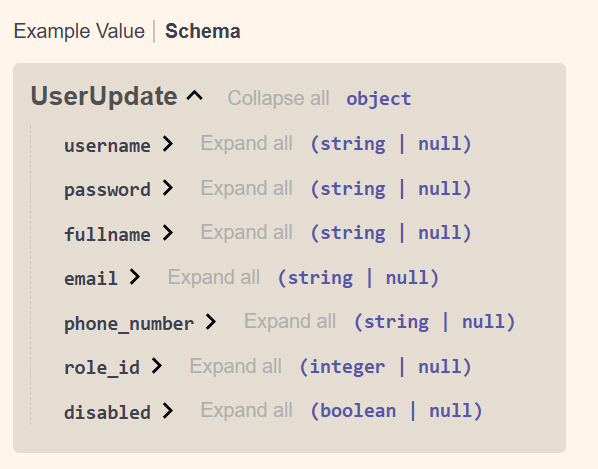 Example Value | Schema
UserUpdate Collapse all object
username Expand all (string | null)
password Expand all (string | null)
fullname Expand all (string | null)
email Expand all (string | null)
phone_number Expand all (string | null)
role_id Expand all (integer | null)
disabled Expand all (boolean | null)